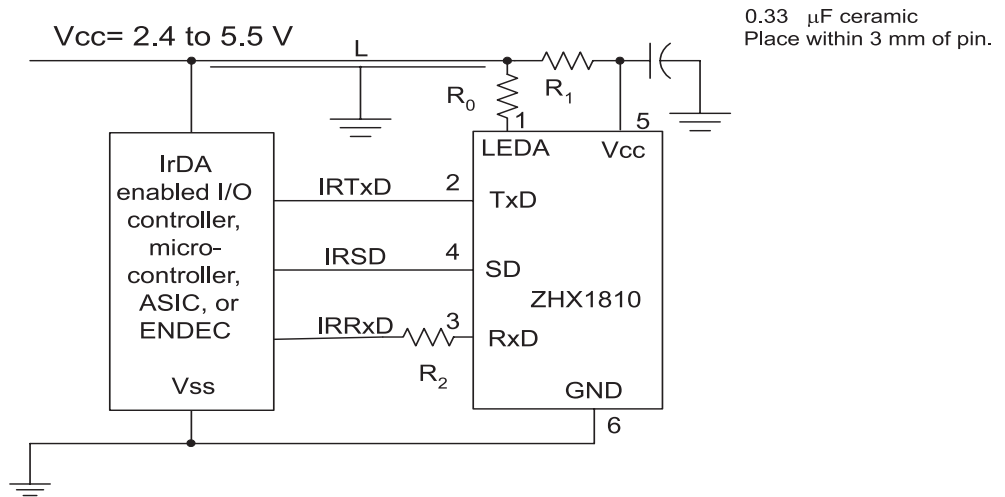 0.33 μF ceramic
Place within 3 mm of pin.
Vcc= 2.4 to 5.5 V
L
R0
R1
1
5
LEDA
Vcc
IrDA
enabled I/O
controller,
micro-
controller,
ASIC, or
ENDEC
Vss
IRTxD
2
TxD
IRSD
4
SD
ZHX1810
IRRxD
3
RxD
R2
GND
6